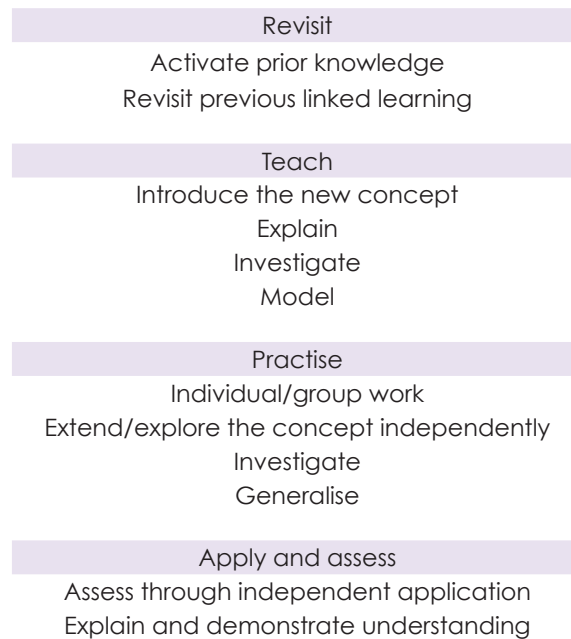 Revisit
Activate prior knowledge
Revisit previous linked learning
Teach
Introduce the new concept
Explain
Investigate
Model
Practise
Individual/group work
Extend/explore the concept independently
Investigate
Generalise
Apply and assess
Assess through independent application
Explain and demonstrate understanding